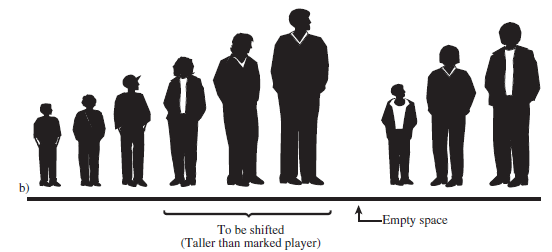 b)
Empty space
To be shifted
(Taller than marked player)